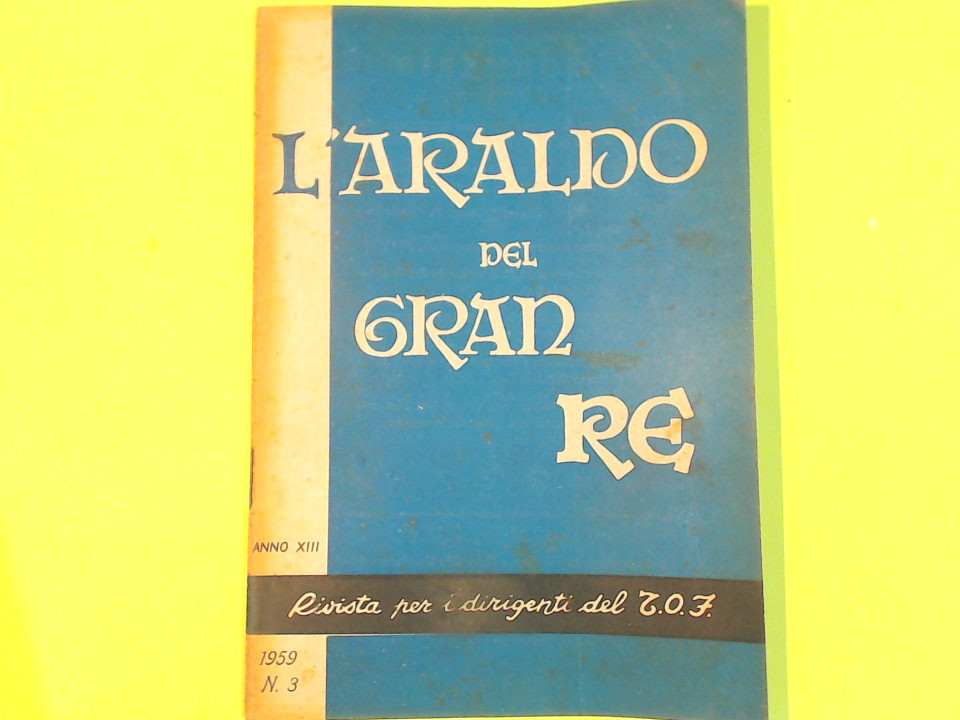 L'ARALDO
DEL
GRAN
RE
ANNO XIII
Rivista per i dirigenti del T.O.F.
1959
N. 3